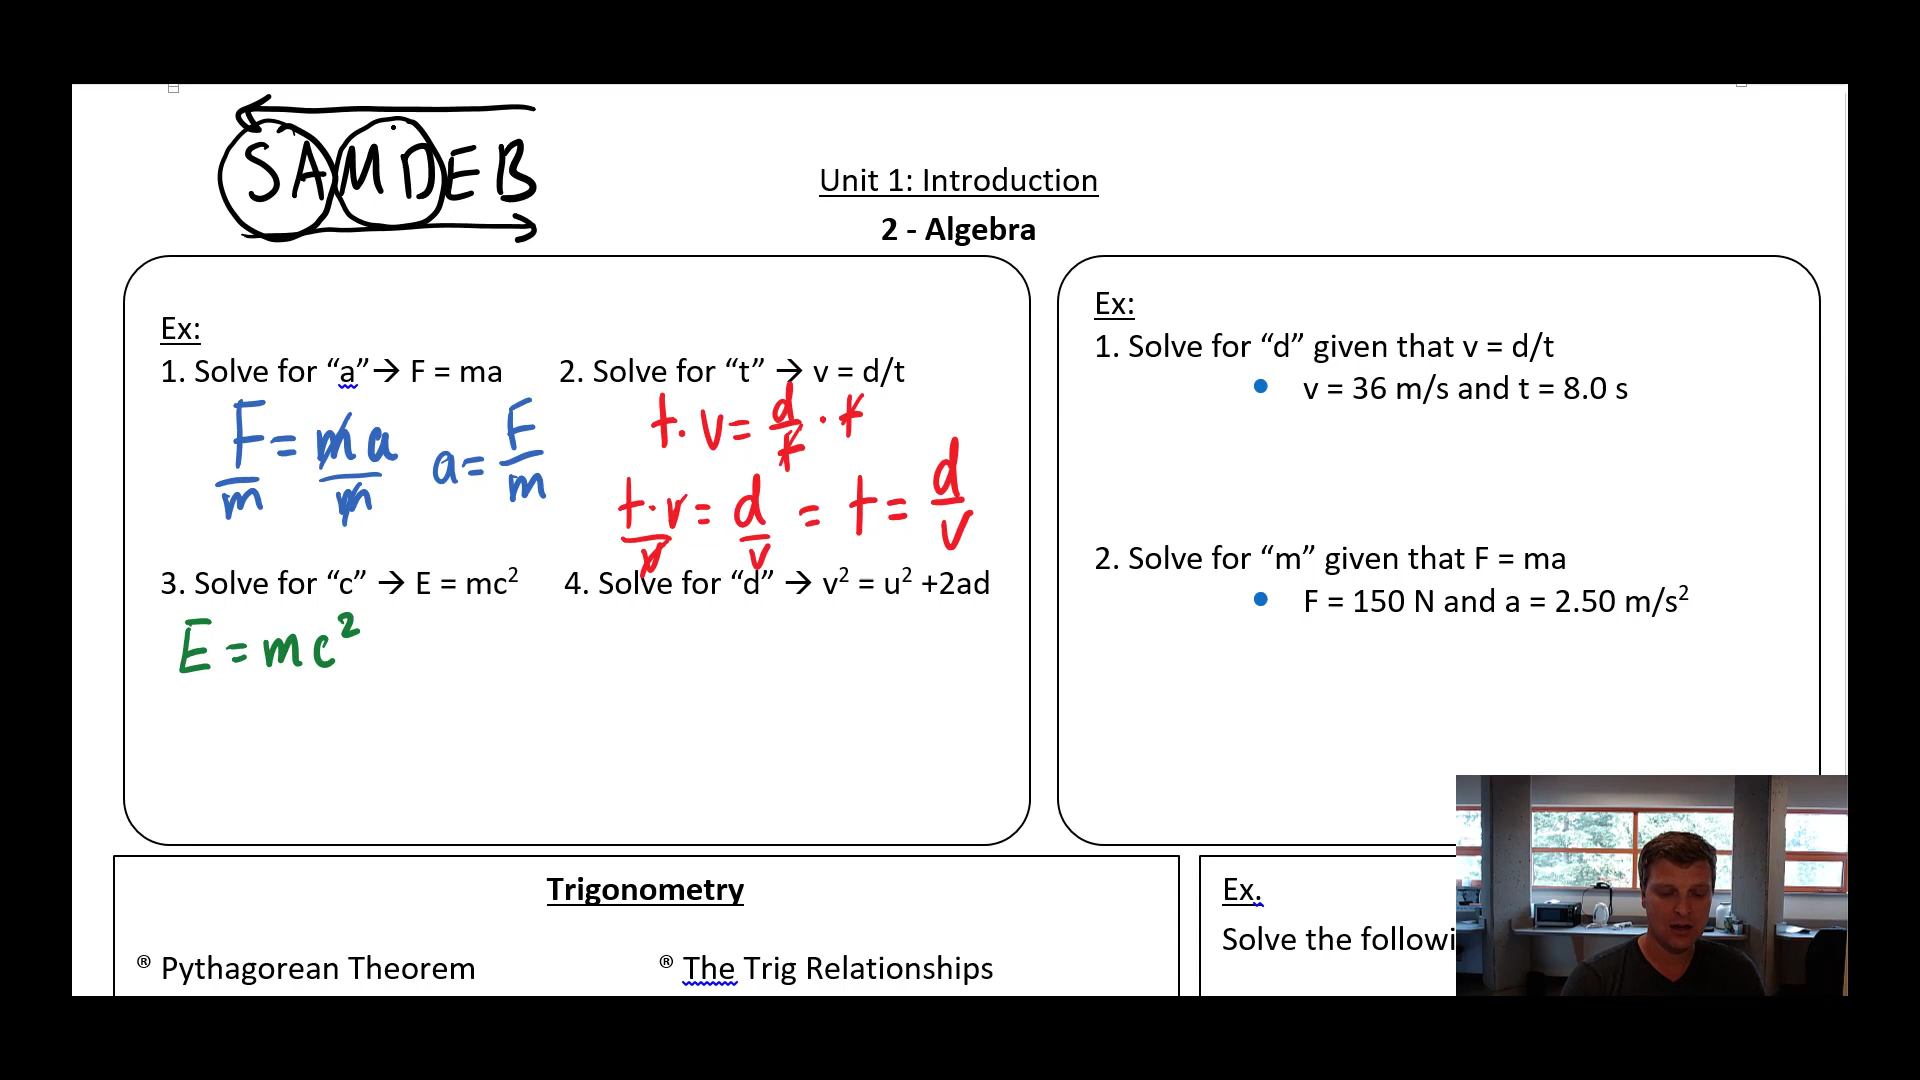 SAMDEB
Unit 1: Introduction
2 - Algebra
Ex:
1. Solve for “a”→ F = ma
2. Solve for “t” → v = d/t
F/m = ma/m a = F/m
t · v = d/t · t
t · v/v = d/v = t = d/v
3. Solve for “c” → E = mc²
4. Solve for “d” → v² = u² +2ad
E = mc²
Ex:
1. Solve for “d” given that v = d/t
• v = 36 m/s and t = 8.0 s
2. Solve for “m” given that F = ma
• F = 150 N and a = 2.50 m/s²
Trigonometry
® Pythagorean Theorem
® The Trig Relationships
Ex.
Solve the followi